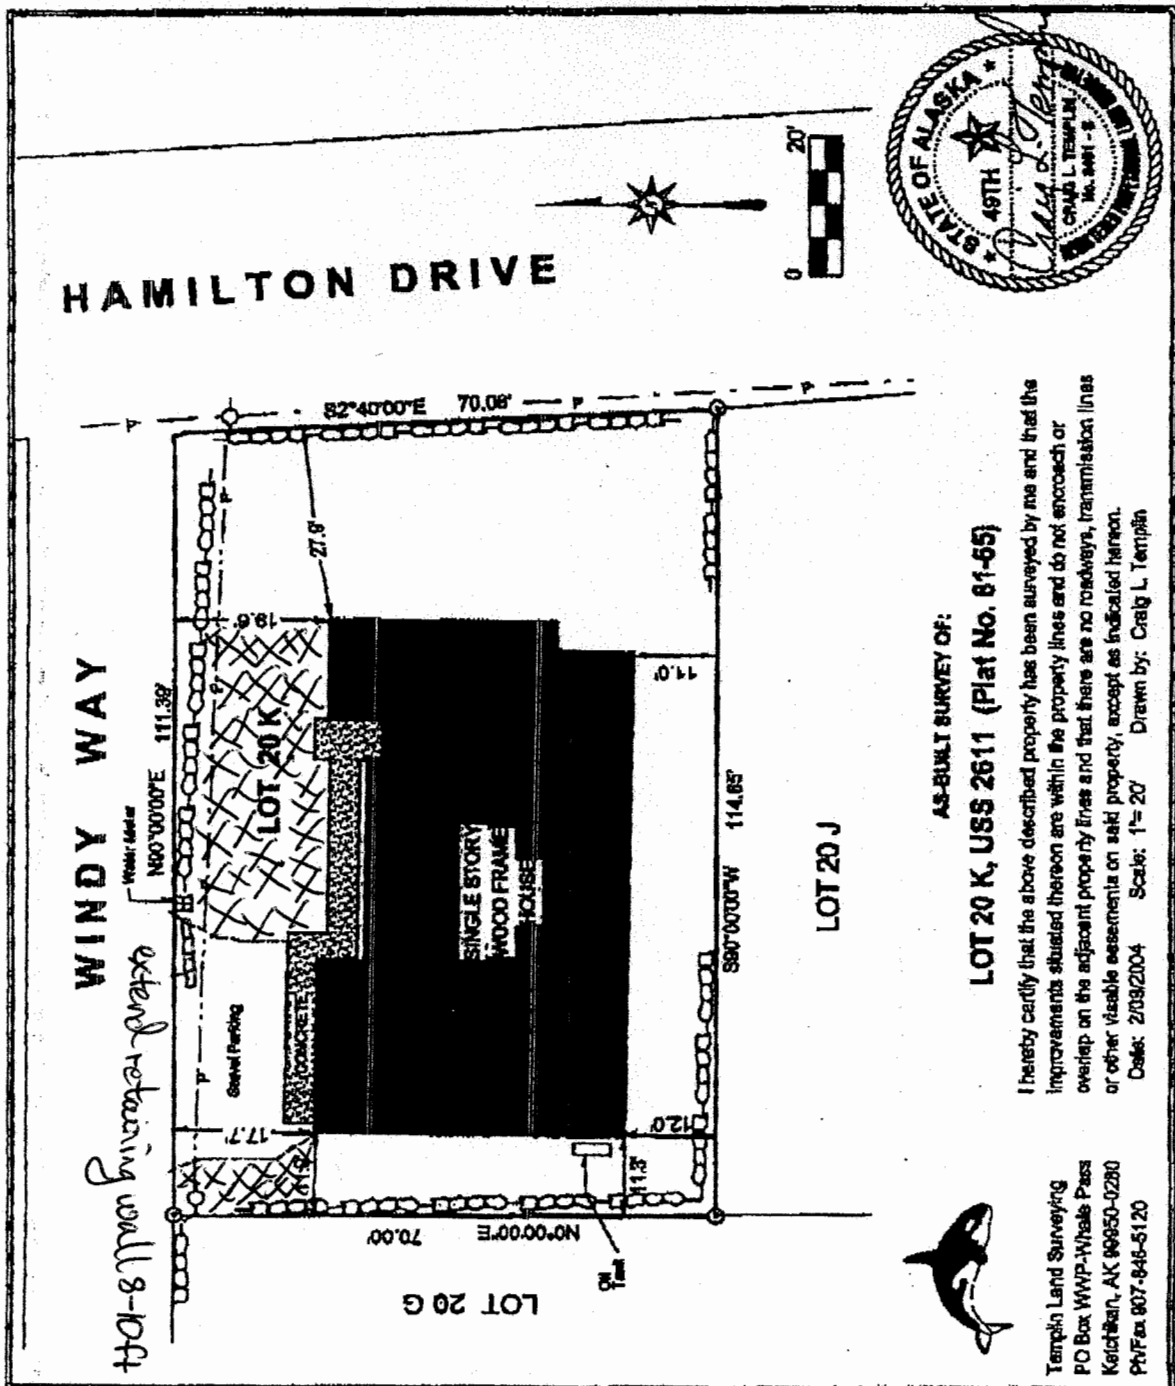 WINDY WAY
extend retaining wall 8-10ft
Water Meter
N90°00'00"E 111.39'
HAMILTON DRIVE
S2°40'00"E 70.08'
P
P
P
P
P
27.9'
19.6'
LOT 20 K
Gravel Parking
CONCRETE
17.7'
SINGLE STORY
WOOD FRAME
HOUSE
11.0'
12.0'
11.3'
Oil
Tank
N0°00'00"E 70.00'
LOT 20 G
S90°00'00"W 114.65'
LOT 20 J
0 20'
STATE OF ALASKA
49TH
CRAIG L. TEMPLIN
AS-BUILT SURVEY OF:
LOT 20 K, USS 2611 (Plat No. 81-65)
I hereby certify that the above described property has been surveyed by me and that the
improvements situated thereon are within the property lines and do not encroach or
overlap on the adjacent property lines and that there are no roadways, transmission lines
or other visable easements on said property, except as indicated hereon.
Date: 2/09/2004 Scale: 1"= 20' Drawn by: Craig L. Templin
Templin Land Surveying
PO Box WWP-Whale Pass
Ketchikan, AK 99950-0280
Ph/Fax 907-846-5120